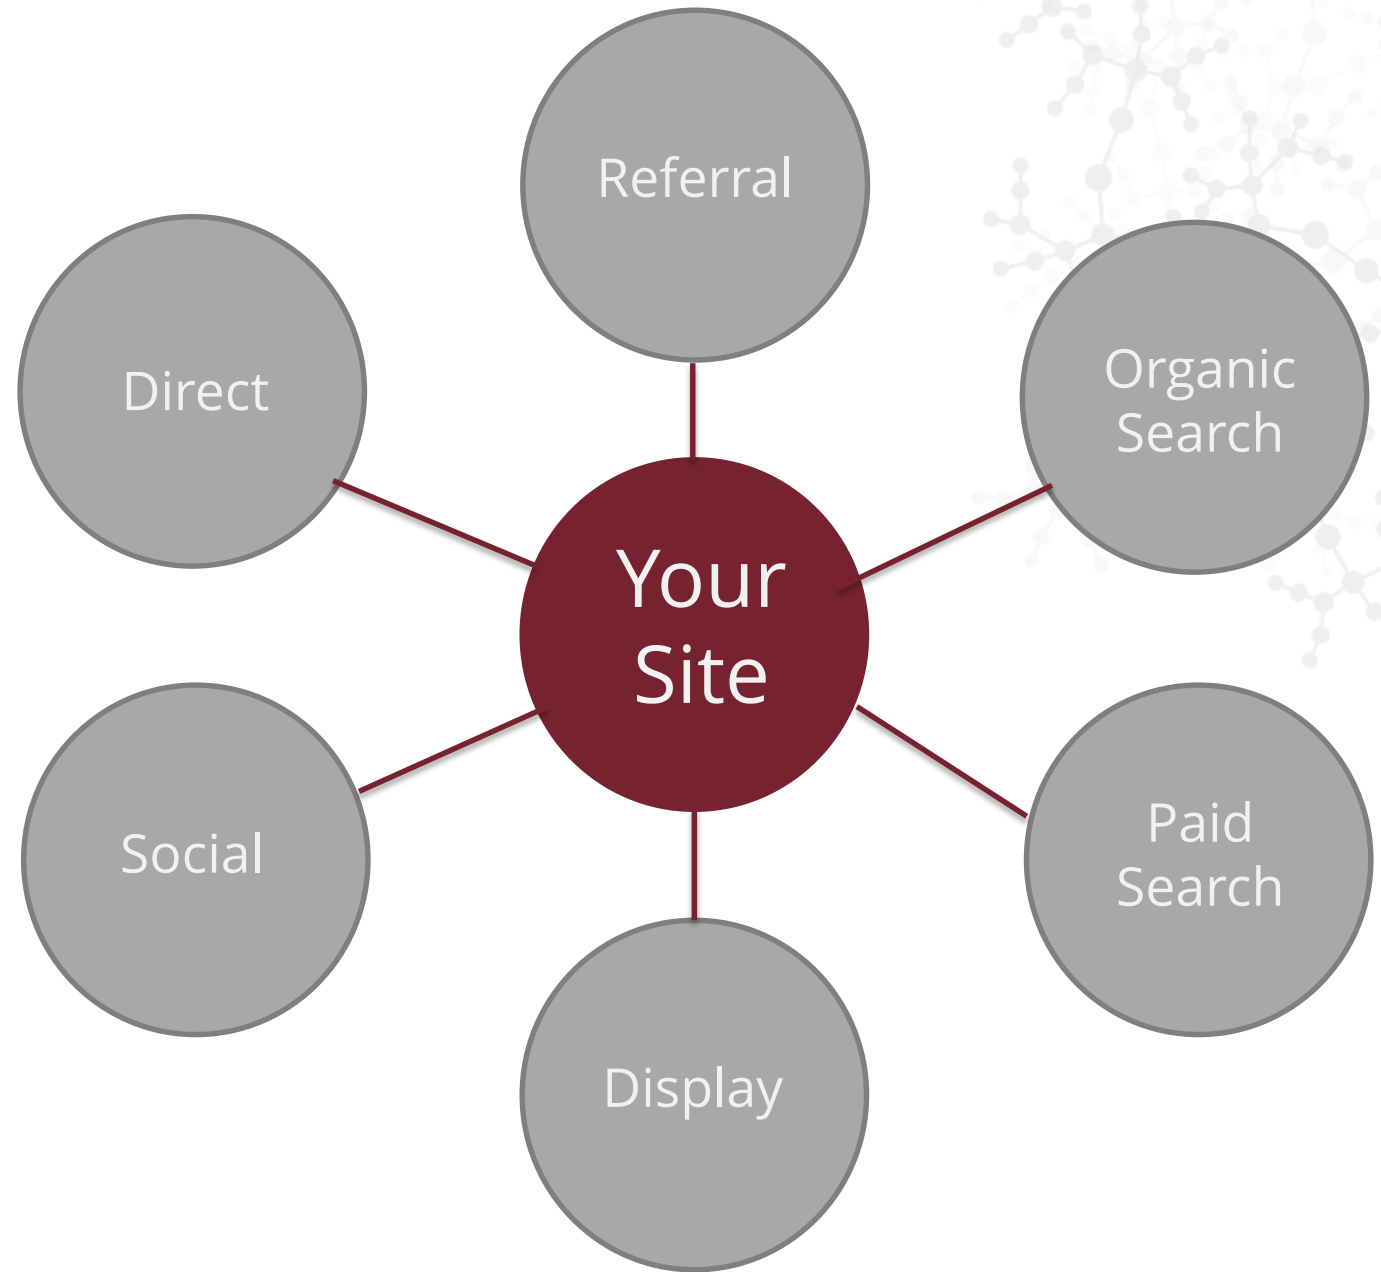 Referral
Direct
Organic
Search
Your
Site
Social
Paid
Search
Display